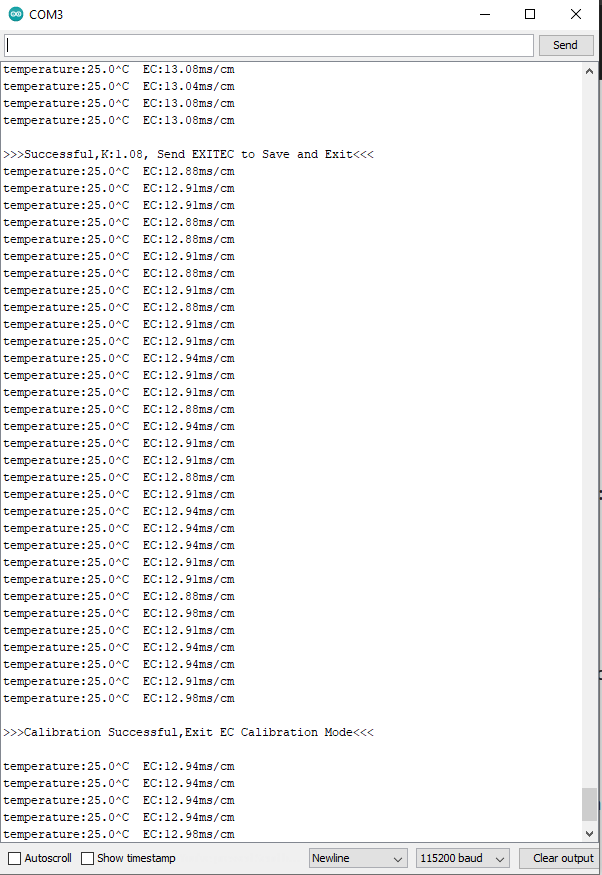 COM3
Send
temperature:25.0^C  EC:13.08ms/cm
temperature:25.0^C  EC:13.04ms/cm
temperature:25.0^C  EC:13.08ms/cm
temperature:25.0^C  EC:13.08ms/cm
>>>Successful,K:1.08, Send EXITEC to Save and Exit<<<
temperature:25.0^C  EC:12.88ms/cm
temperature:25.0^C  EC:12.91ms/cm
temperature:25.0^C  EC:12.91ms/cm
temperature:25.0^C  EC:12.88ms/cm
temperature:25.0^C  EC:12.88ms/cm
temperature:25.0^C  EC:12.91ms/cm
temperature:25.0^C  EC:12.88ms/cm
temperature:25.0^C  EC:12.91ms/cm
temperature:25.0^C  EC:12.88ms/cm
temperature:25.0^C  EC:12.91ms/cm
temperature:25.0^C  EC:12.91ms/cm
temperature:25.0^C  EC:12.94ms/cm
temperature:25.0^C  EC:12.91ms/cm
temperature:25.0^C  EC:12.91ms/cm
temperature:25.0^C  EC:12.88ms/cm
temperature:25.0^C  EC:12.94ms/cm
temperature:25.0^C  EC:12.91ms/cm
temperature:25.0^C  EC:12.91ms/cm
temperature:25.0^C  EC:12.88ms/cm
temperature:25.0^C  EC:12.91ms/cm
temperature:25.0^C  EC:12.94ms/cm
temperature:25.0^C  EC:12.94ms/cm
temperature:25.0^C  EC:12.94ms/cm
temperature:25.0^C  EC:12.91ms/cm
temperature:25.0^C  EC:12.91ms/cm
temperature:25.0^C  EC:12.88ms/cm
temperature:25.0^C  EC:12.98ms/cm
temperature:25.0^C  EC:12.91ms/cm
temperature:25.0^C  EC:12.94ms/cm
temperature:25.0^C  EC:12.94ms/cm
temperature:25.0^C  EC:12.91ms/cm
temperature:25.0^C  EC:12.98ms/cm
>>>Calibration Successful,Exit EC Calibration Mode<<<
temperature:25.0^C  EC:12.94ms/cm
temperature:25.0^C  EC:12.94ms/cm
temperature:25.0^C  EC:12.94ms/cm
temperature:25.0^C  EC:12.94ms/cm
temperature:25.0^C  EC:12.98ms/cm
Autoscroll Show timestamp Newline 115200 baud Clear output